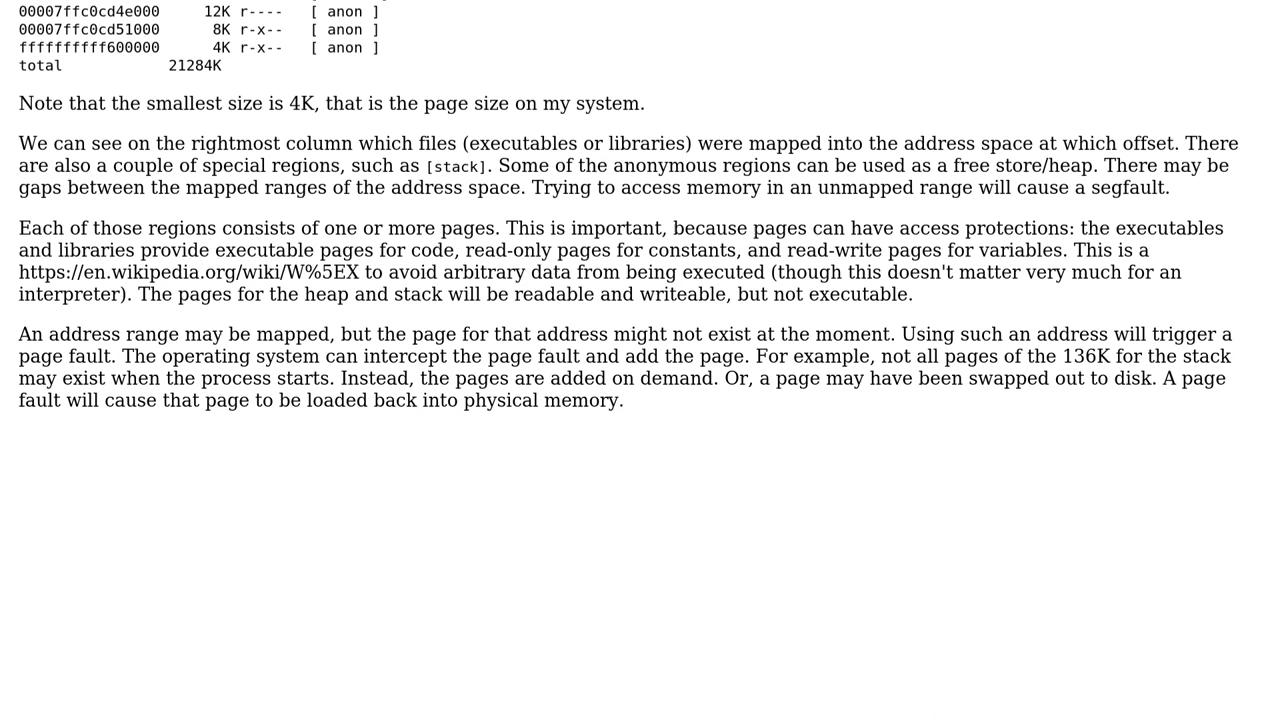 00007ffc0cd4e000     12K r----   [ anon ]
00007ffc0cd51000      8K r-x--   [ anon ]
ffffffffff600000      4K r-x--   [ anon ]
total            21284K
Note that the smallest size is 4K, that is the page size on my system.
We can see on the rightmost column which files (executables or libraries) were mapped into the address space at which offset. There
are also a couple of special regions, such as [stack]. Some of the anonymous regions can be used as a free store/heap. There may be
gaps between the mapped ranges of the address space. Trying to access memory in an unmapped range will cause a segfault.
Each of those regions consists of one or more pages. This is important, because pages can have access protections: the executables
and libraries provide executable pages for code, read-only pages for constants, and read-write pages for variables. This is a
https://en.wikipedia.org/wiki/W%5EX to avoid arbitrary data from being executed (though this doesn't matter very much for an
interpreter). The pages for the heap and stack will be readable and writeable, but not executable.
An address range may be mapped, but the page for that address might not exist at the moment. Using such an address will trigger a
page fault. The operating system can intercept the page fault and add the page. For example, not all pages of the 136K for the stack
may exist when the process starts. Instead, the pages are added on demand. Or, a page may have been swapped out to disk. A page
fault will cause that page to be loaded back into physical memory.